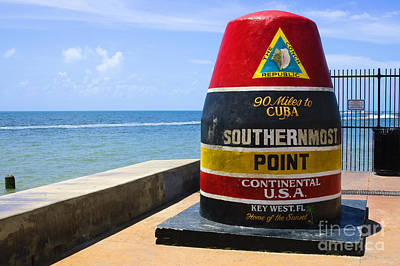 THE CONCH
REPUBLIC
90 Miles to
CUBA
SOUTHERNMOST
POINT
CONTINENTAL
U.S.A.
KEY WEST, FL
Home of the Sunset
fineart
america